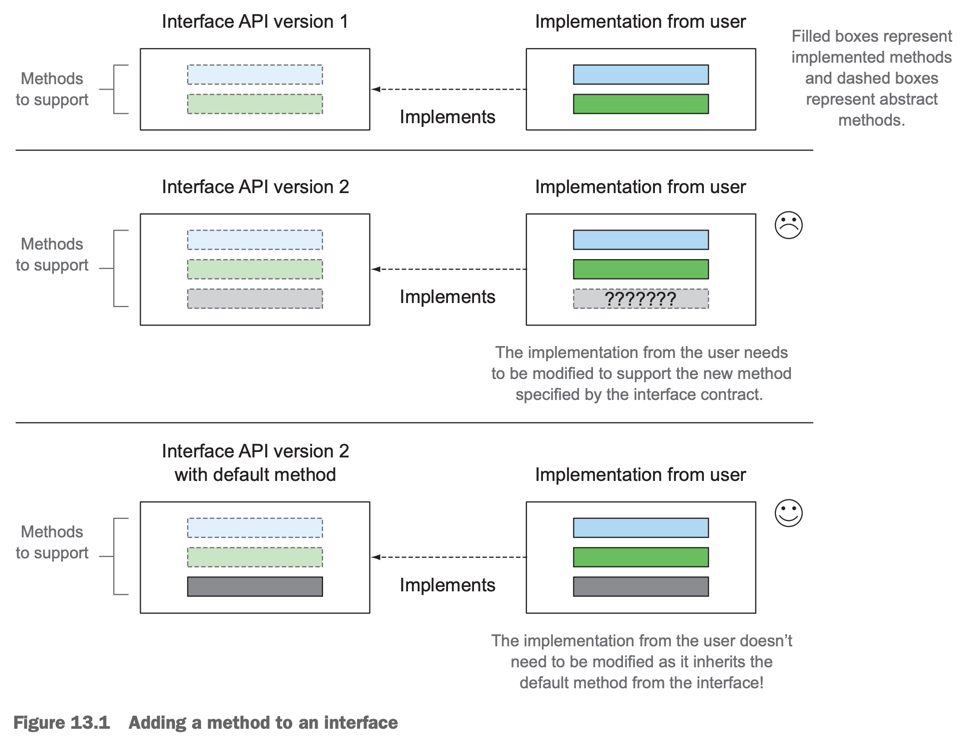 Interface API version 1
Implementation from user
Filled boxes represent
implemented methods
and dashed boxes
represent abstract
methods.
Methods
to support
Implements
Interface API version 2
Implementation from user
Methods
to support
Implements
???????
The implementation from the user needs
to be modified to support the new method
specified by the interface contract.
Interface API version 2
with default method
Implementation from user
Methods
to support
Implements
The implementation from the user doesn’t
need to be modified as it inherits the
default method from the interface!
Figure 13.1 Adding a method to an interface